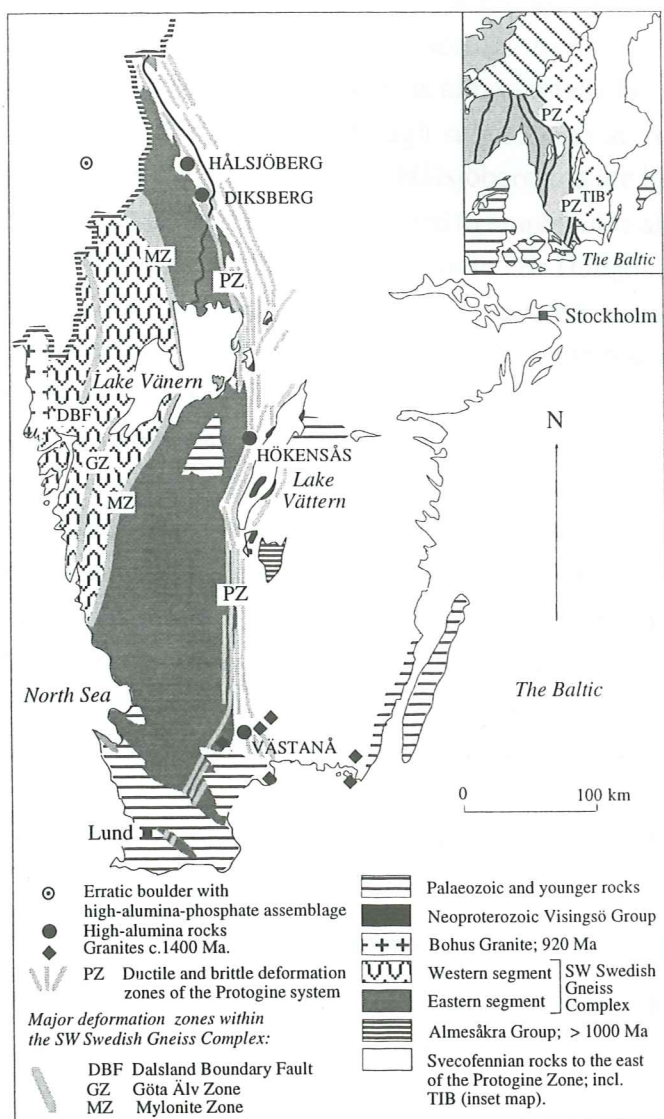 PZ
PZ
TIB
The Baltic
HÅLSJÖBERG
DIKSBERG
MZ
PZ
Stockholm
Lake Vänern
DBF
N
HÖKENSÅS
GZ
Lake
Vättern
MZ
PZ
North Sea
The Baltic
VÄSTANÅ
0 100 km
Lund
Erratic boulder with
high-alumina-phosphate assemblage
High-alumina rocks
Granites c.1400 Ma.
PZ Ductile and brittle deformation
zones of the Protogine system
Major deformation zones within
the SW Swedish Gneiss Complex:
DBF Dalsland Boundary Fault
GZ Göta Älv Zone
MZ Mylonite Zone
Palaeozoic and younger rocks
Neoproterozoic Visingsö Group
Bohus Granite; 920 Ma
Western segment
Eastern segment
SW Swedish
Gneiss
Complex
Almesåkra Group; > 1000 Ma
Svecofennian rocks to the east
of the Protogine Zone; incl.
TIB (inset map).